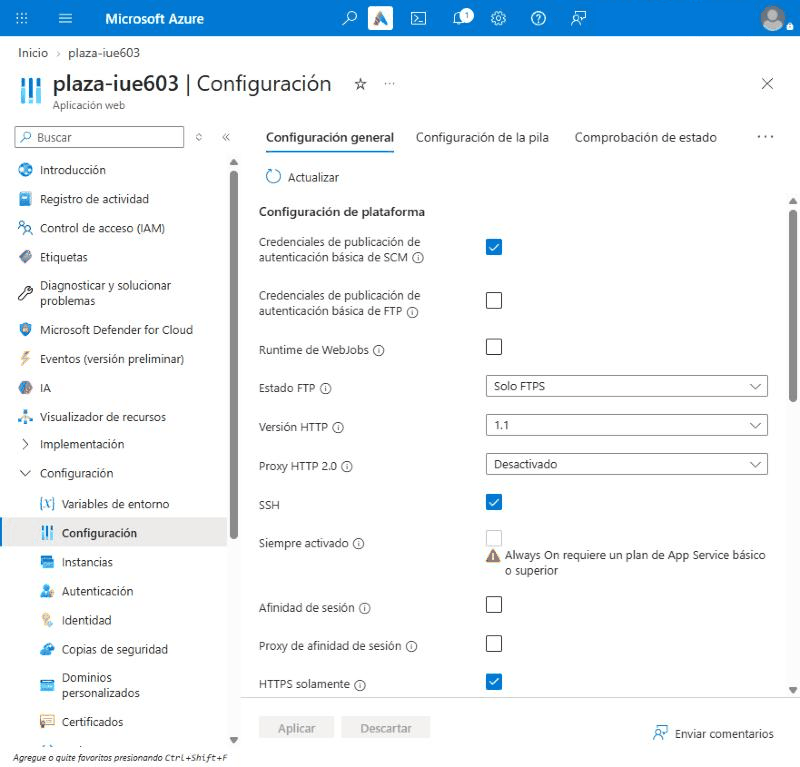 Microsoft Azure
1
Inicio > plaza-iue603
plaza-iue603 | Configuración
Aplicación web
Buscar
Introducción
Registro de actividad
Control de acceso (IAM)
Etiquetas
Diagnosticar y solucionar
problemas
Microsoft Defender for Cloud
Eventos (versión preliminar)
IA
Visualizador de recursos
Implementación
Configuración
Variables de entorno
Configuración
Instancias
Autenticación
Identidad
Copias de seguridad
Dominios
personalizados
Certificados
Agregue o quite favoritos presionando Ctrl+Shift+F
Configuración general
Configuración de la pila
Comprobación de estado
Actualizar
Configuración de plataforma
Credenciales de publicación de
autenticación básica de SCM
Credenciales de publicación de
autenticación básica de FTP
Runtime de WebJobs
Estado FTP
Solo FTPS
Versión HTTP
1.1
Proxy HTTP 2.0
Desactivado
SSH
Siempre activado
Always On requiere un plan de App Service básico
o superior
Afinidad de sesión
Proxy de afinidad de sesión
HTTPS solamente
Aplicar
Descartar
Enviar comentarios